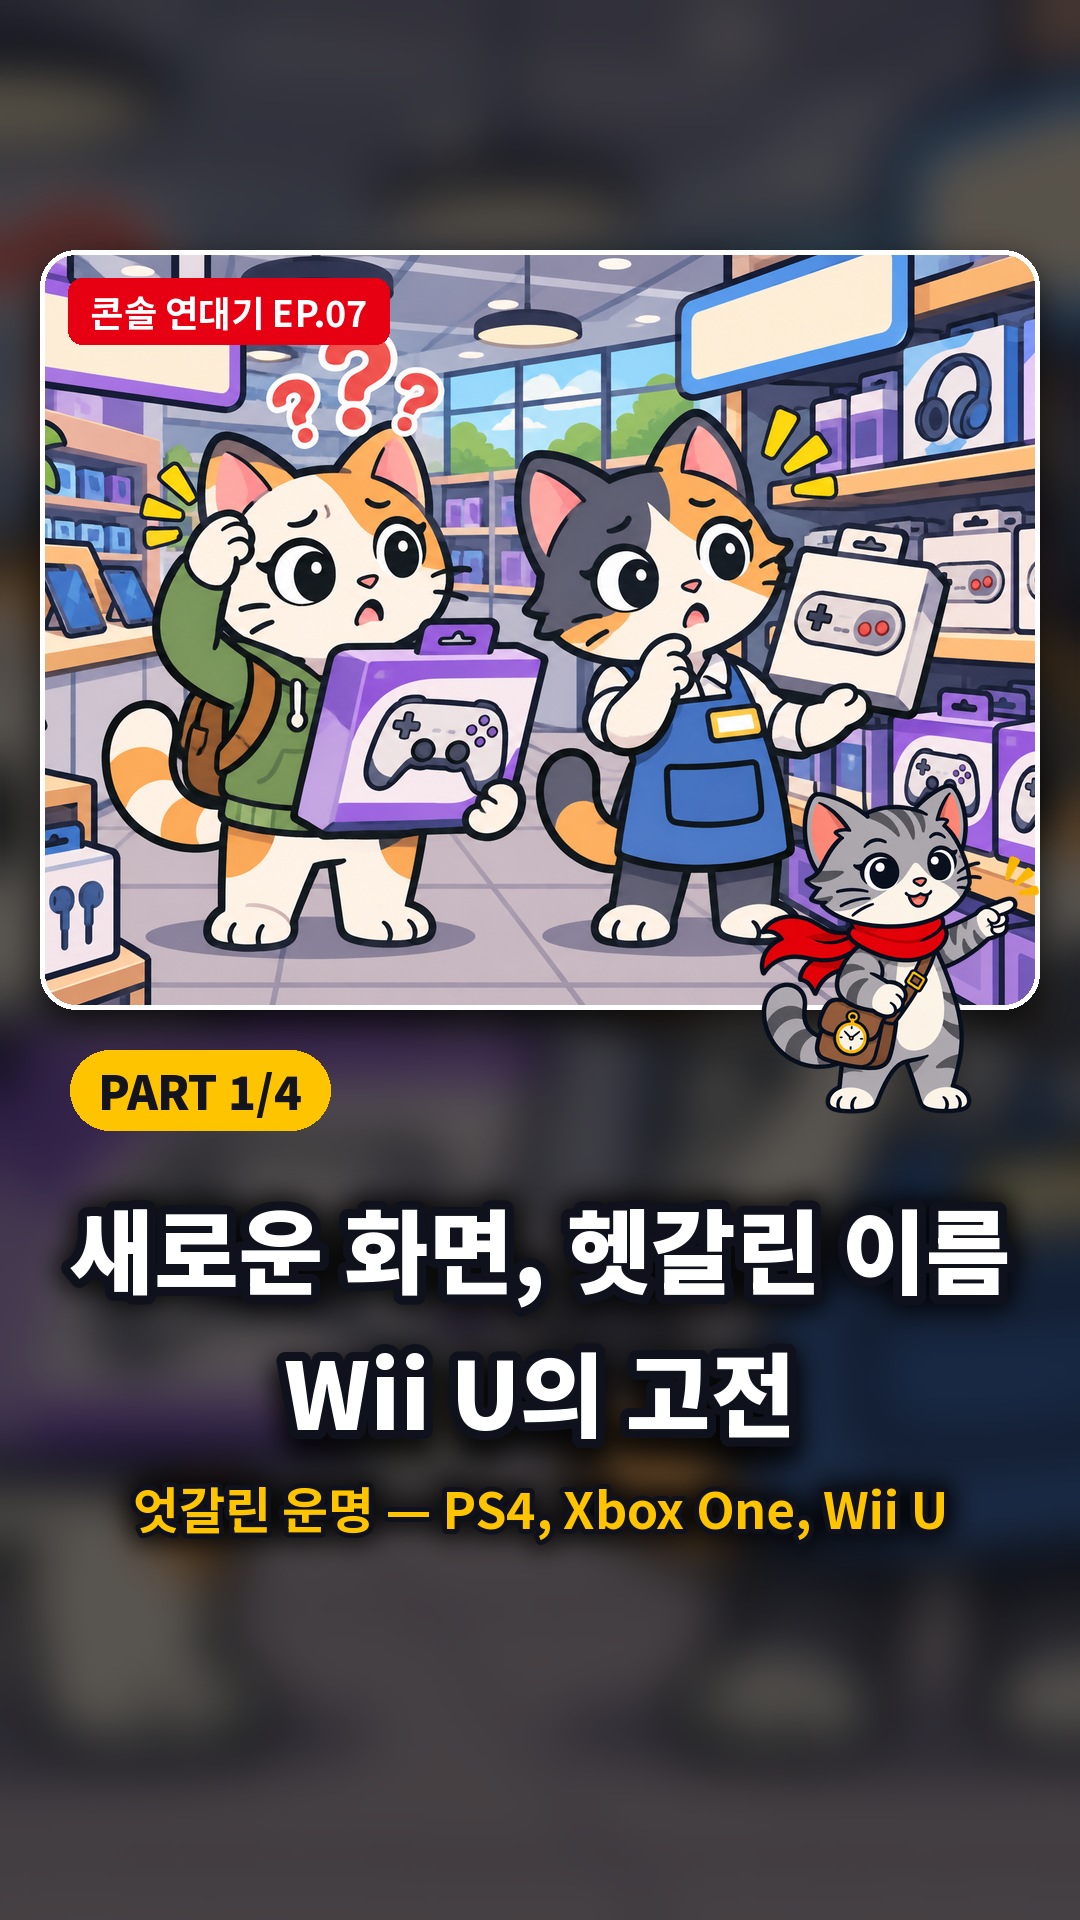 콘솔 연대기 EP.07
???
PART 1/4
새로운 화면, 헷갈린 이름
Wii U의 고전
엇갈린 운명 — PS4, Xbox One, Wii U